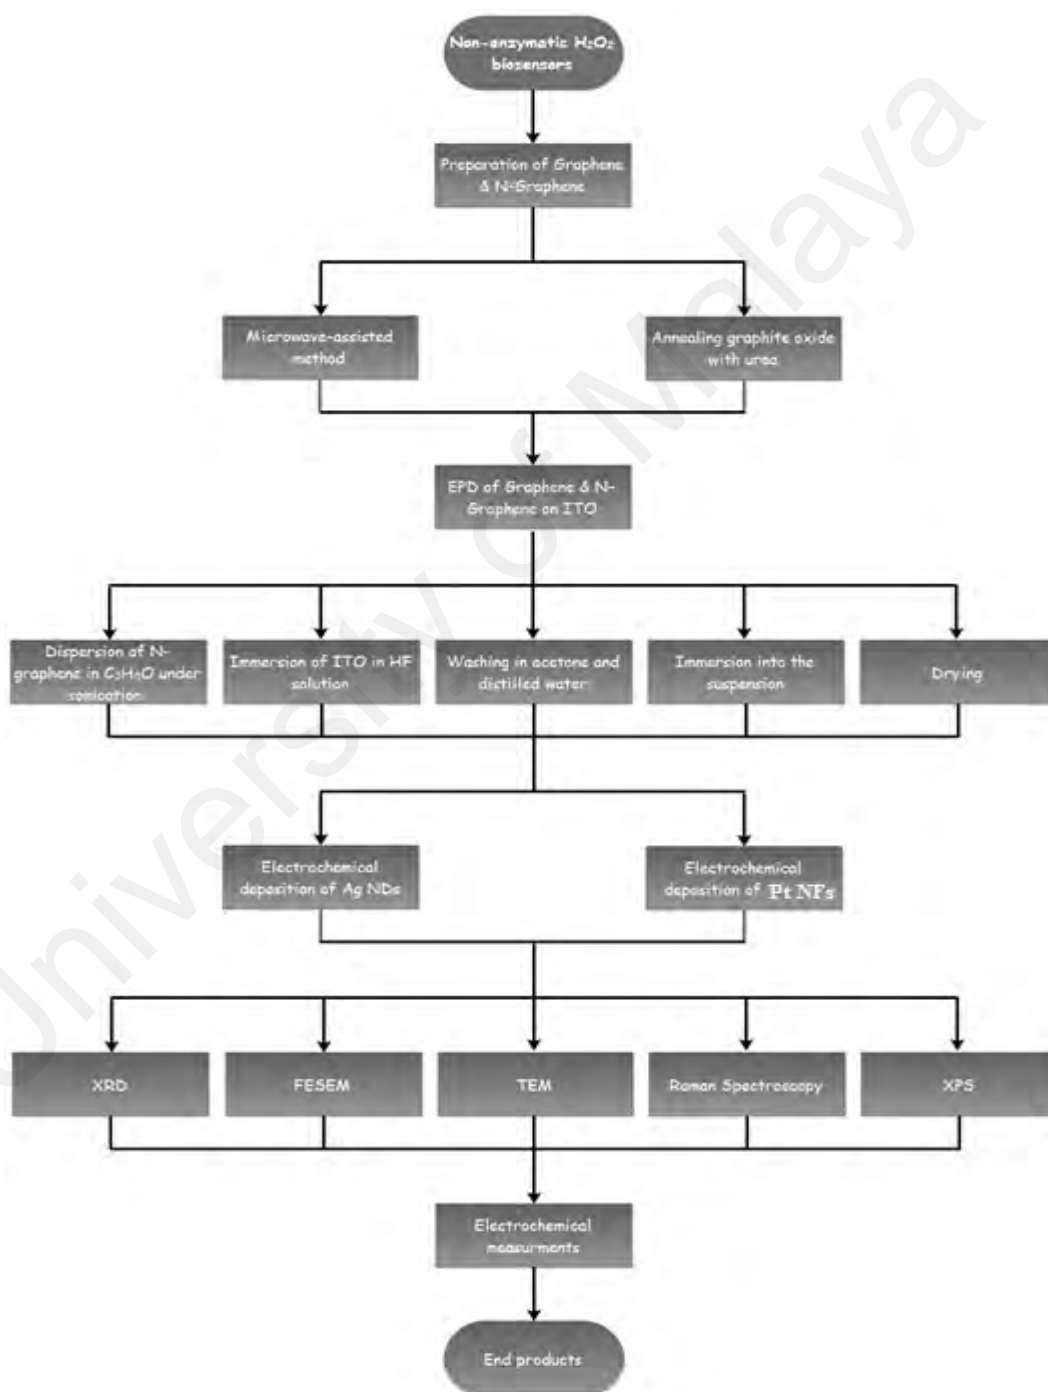 Non-enzymatic H₂O₂
biosensors
Preparation of Graphene
& N-Graphene
Microwave-assisted
method
Annealing graphite oxide
with urea
EPD of Graphene & N-
Graphene on ITO
Dispersion of N-
graphene in C₃H₆O under
sonication
Immersion of ITO in HF
solution
Washing in acetone and
distilled water
Immersion into the
suspension
Drying
Electrochemical
deposition of Ag NDs
Electrochemical
deposition of Pt NFs
XRD
FESEM
TEM
Raman Spectroscopy
XPS
Electrochemical
measurments
End products
University of Malaya